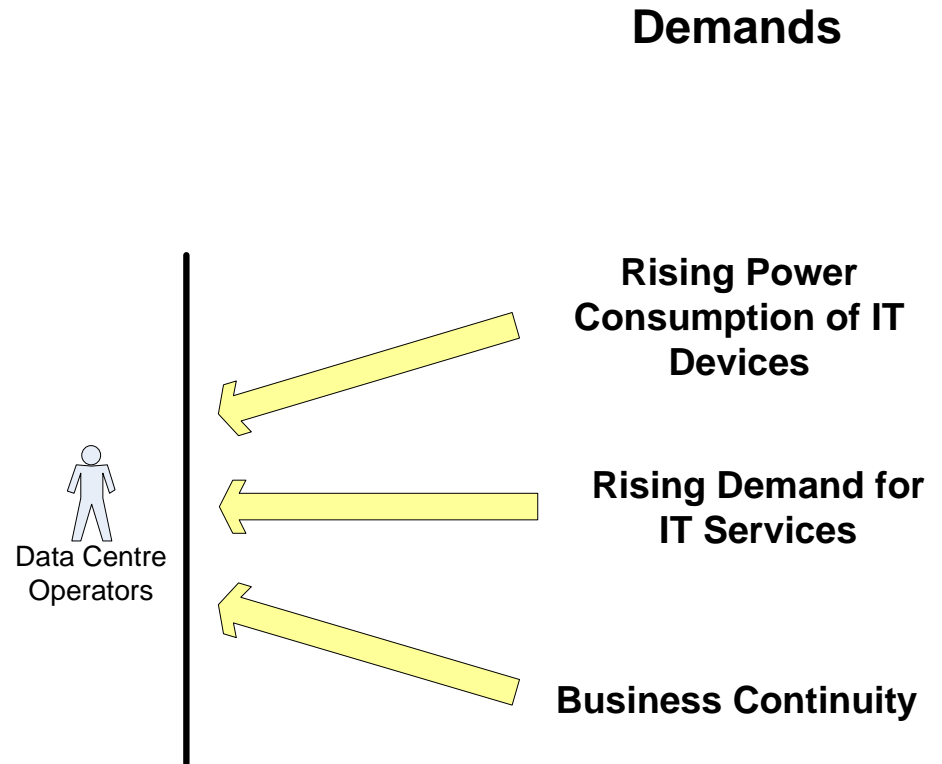 Demands
Rising Power
Consumption of IT
Devices
Rising Demand for
IT Services
Data Centre
Operators
Business Continuity